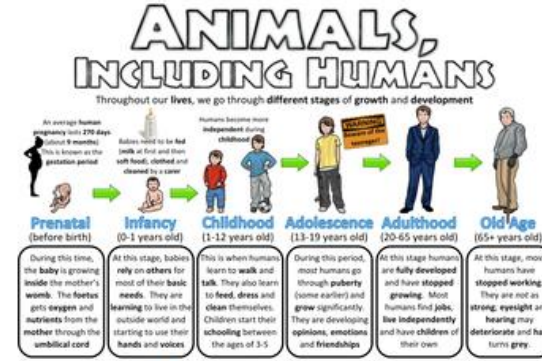 ANIMALS,
INCLUDING HUMANS
Throughout our lives, we go through different stages of growth and development
An average human
pregnancy lasts 270 days
(about 9 months)
This is known as the
gestation period
Babies need to be fed
(milk at first and then
soft food), clothed and
cleaned by a carer
Humans become more
independent during
childhood
WARNING!
Beware of the
teenager!
Prenatal
(before birth)
During this time,
the baby is growing
inside the mother's
womb. The foetus
gets oxygen and
nutrients from the
mother through the
umbilical cord
Infancy
(0-1 years old)
At this stage, babies
rely on others for
most of their basic
needs. They are
learning to live in the
outside world and
starting to use their
hands and voices
Childhood
(1-12 years old)
This is when humans
learn to walk and
talk. They also learn
to feed, dress and
clean themselves.
Children start their
schooling between
the ages of 3-5
Adolescence
(13-19 years old)
During this period,
most humans go
through puberty
(some earlier) and
grow significantly.
They are developing
opinions, emotions
and friendships
Adulthood
(20-65 years old)
At this stage humans
are fully developed
and have stopped
growing. Most
humans find jobs,
live independently
and have children of
their own
Old Age
(65+ years old)
At this stage, mos
humans have
stopped working
They are not as
strong, eyesight a
hearing may
deteriorate and ha
turns grey.